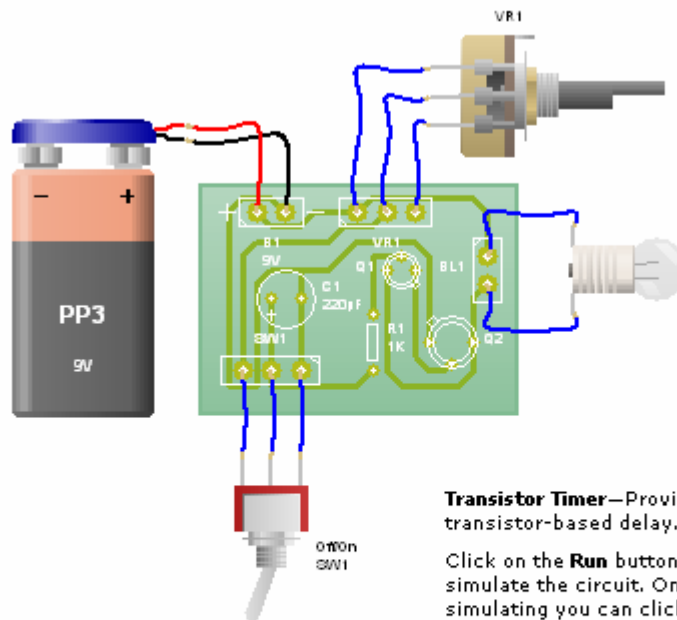 VR1
− +
PP3
9V
+ −
B1
9V
VR1
Q1
BL1
C1
220µF
+
SW1
R1
1K
Q2
Off/On
SW1
Transistor Timer—Provi
transistor-based delay.
Click on the Run button
simulate the circuit. On
simulating you can click